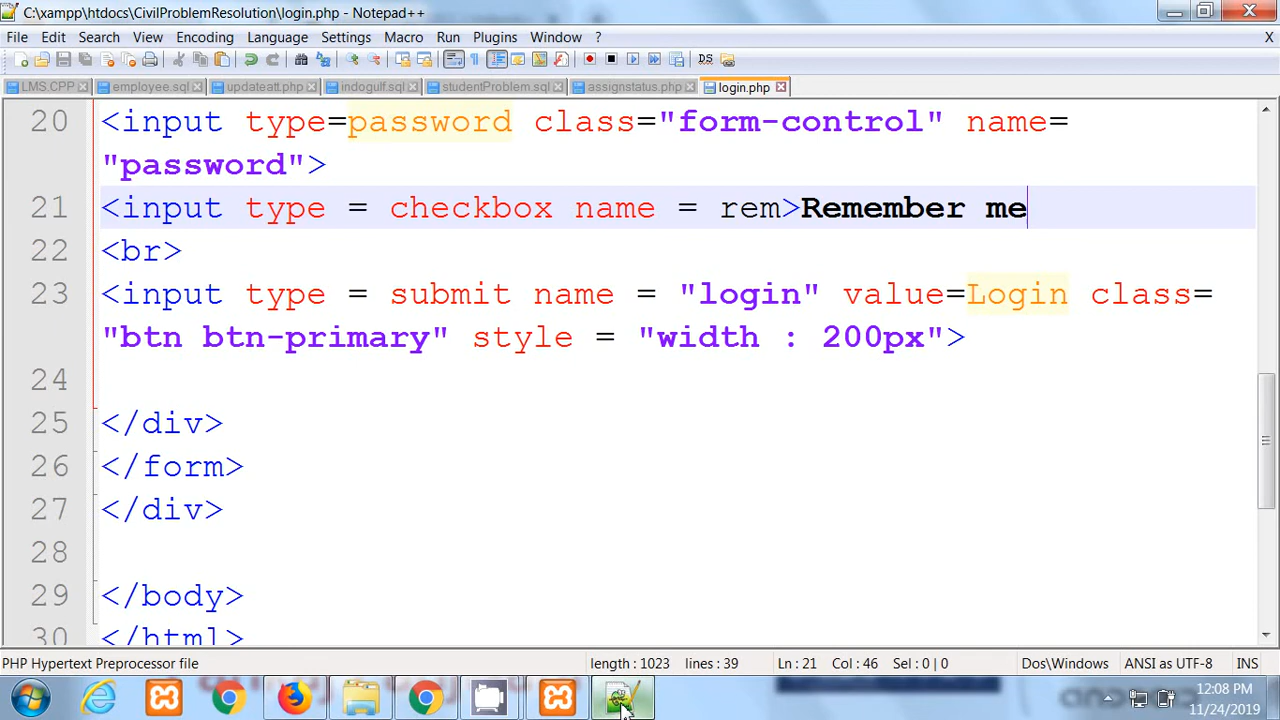 C:\xampp\htdocs\CivilProblemResolution\login.php - Notepad++
File Edit Search View Encoding Language Settings Macro Run Plugins Window ? X
LMS.CPP employee.sql updateatt.php indogulf.sql studentProblem.sql assignstatus.php login.php
20 <input type=password class="form-control" name=
"password">
21 <input type = checkbox name = rem>Remember me
22 <br>
23 <input type = submit name = "login" value=Login class=
"btn btn-primary" style = "width : 200px">
24
25 </div>
26 </form>
27 </div>
28
29 </body>
30 </html>
PHP Hypertext Preprocessor file length : 1023 lines : 39 Ln : 21 Col : 46 Sel : 0 | 0 Dos\Windows ANSI as UTF-8 INS
12:08 PM
11/24/2019